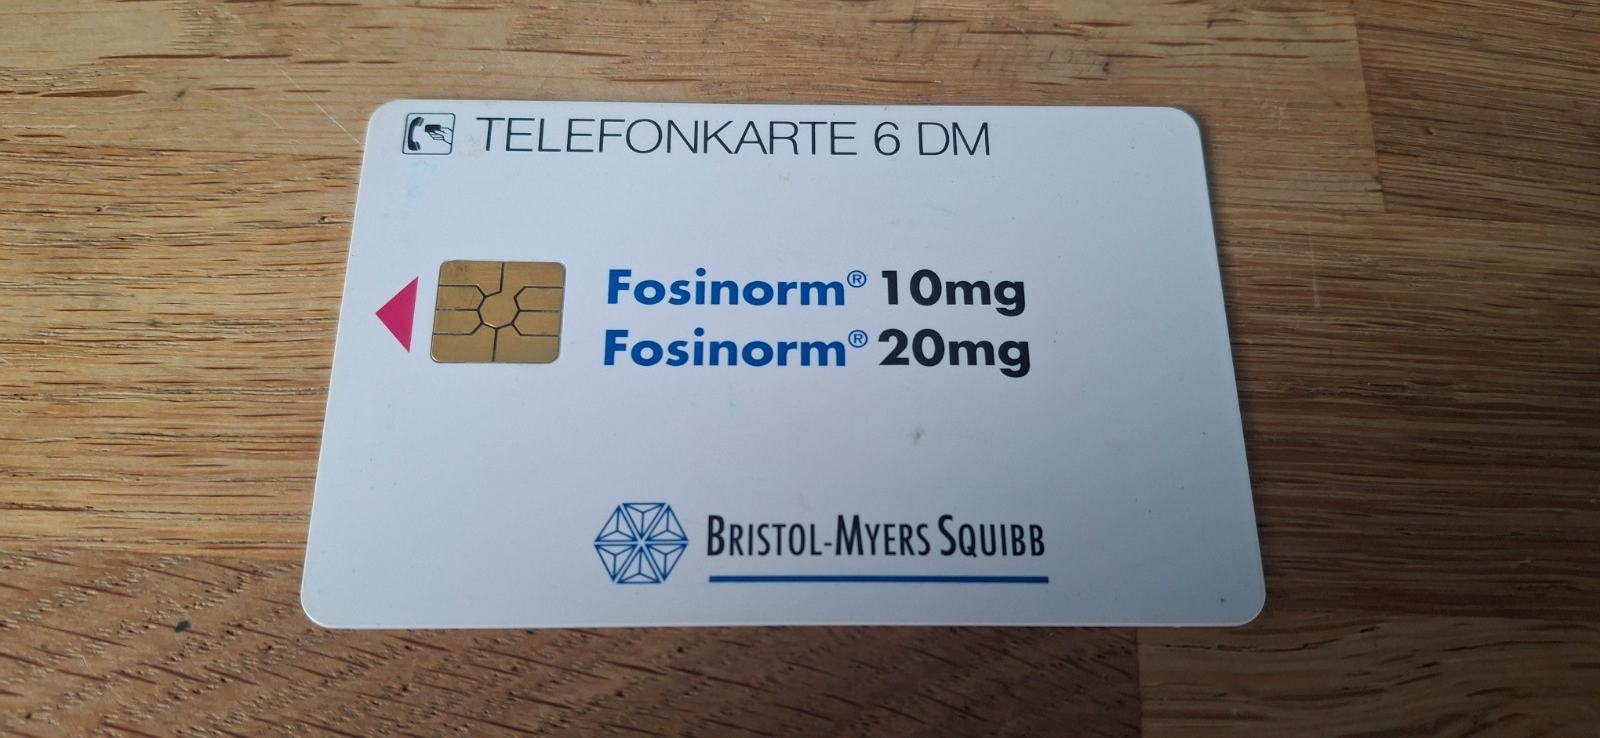 TELEFONKARTE 6 DM
Fosinorm® 10mg
Fosinorm® 20mg
BRISTOL-MYERS SQUIBB